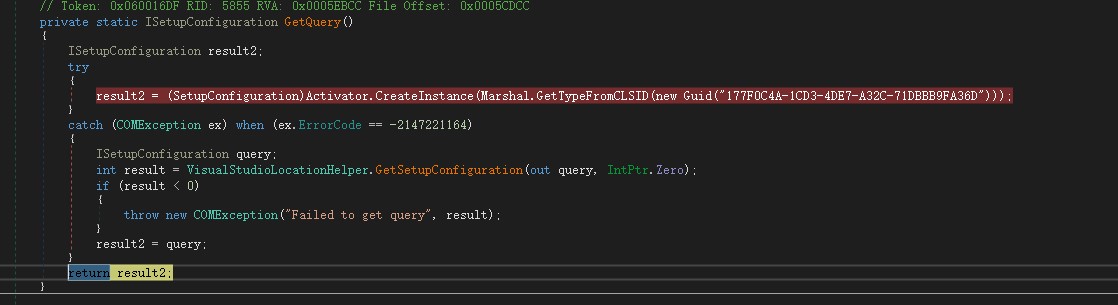 // Token: 0x060016DF RID: 5855 RVA: 0x0005EBCC File Offset: 0x0005CDCC
private static ISetupConfiguration GetQuery()
{
ISetupConfiguration result2;
try
{
result2 = (SetupConfiguration)Activator.CreateInstance(Marshal.GetTypeFromCLSID(new Guid("177F0C4A-1CD3-4DE7-A32C-71DBBB9FA36D")));
}
catch (COMException ex) when (ex.ErrorCode == -2147221164)
{
ISetupConfiguration query;
int result = VisualStudioLocationHelper.GetSetupConfiguration(out query, IntPtr.Zero);
if (result < 0)
{
throw new COMException("Failed to get query", result);
}
result2 = query;
}
return result2;
}